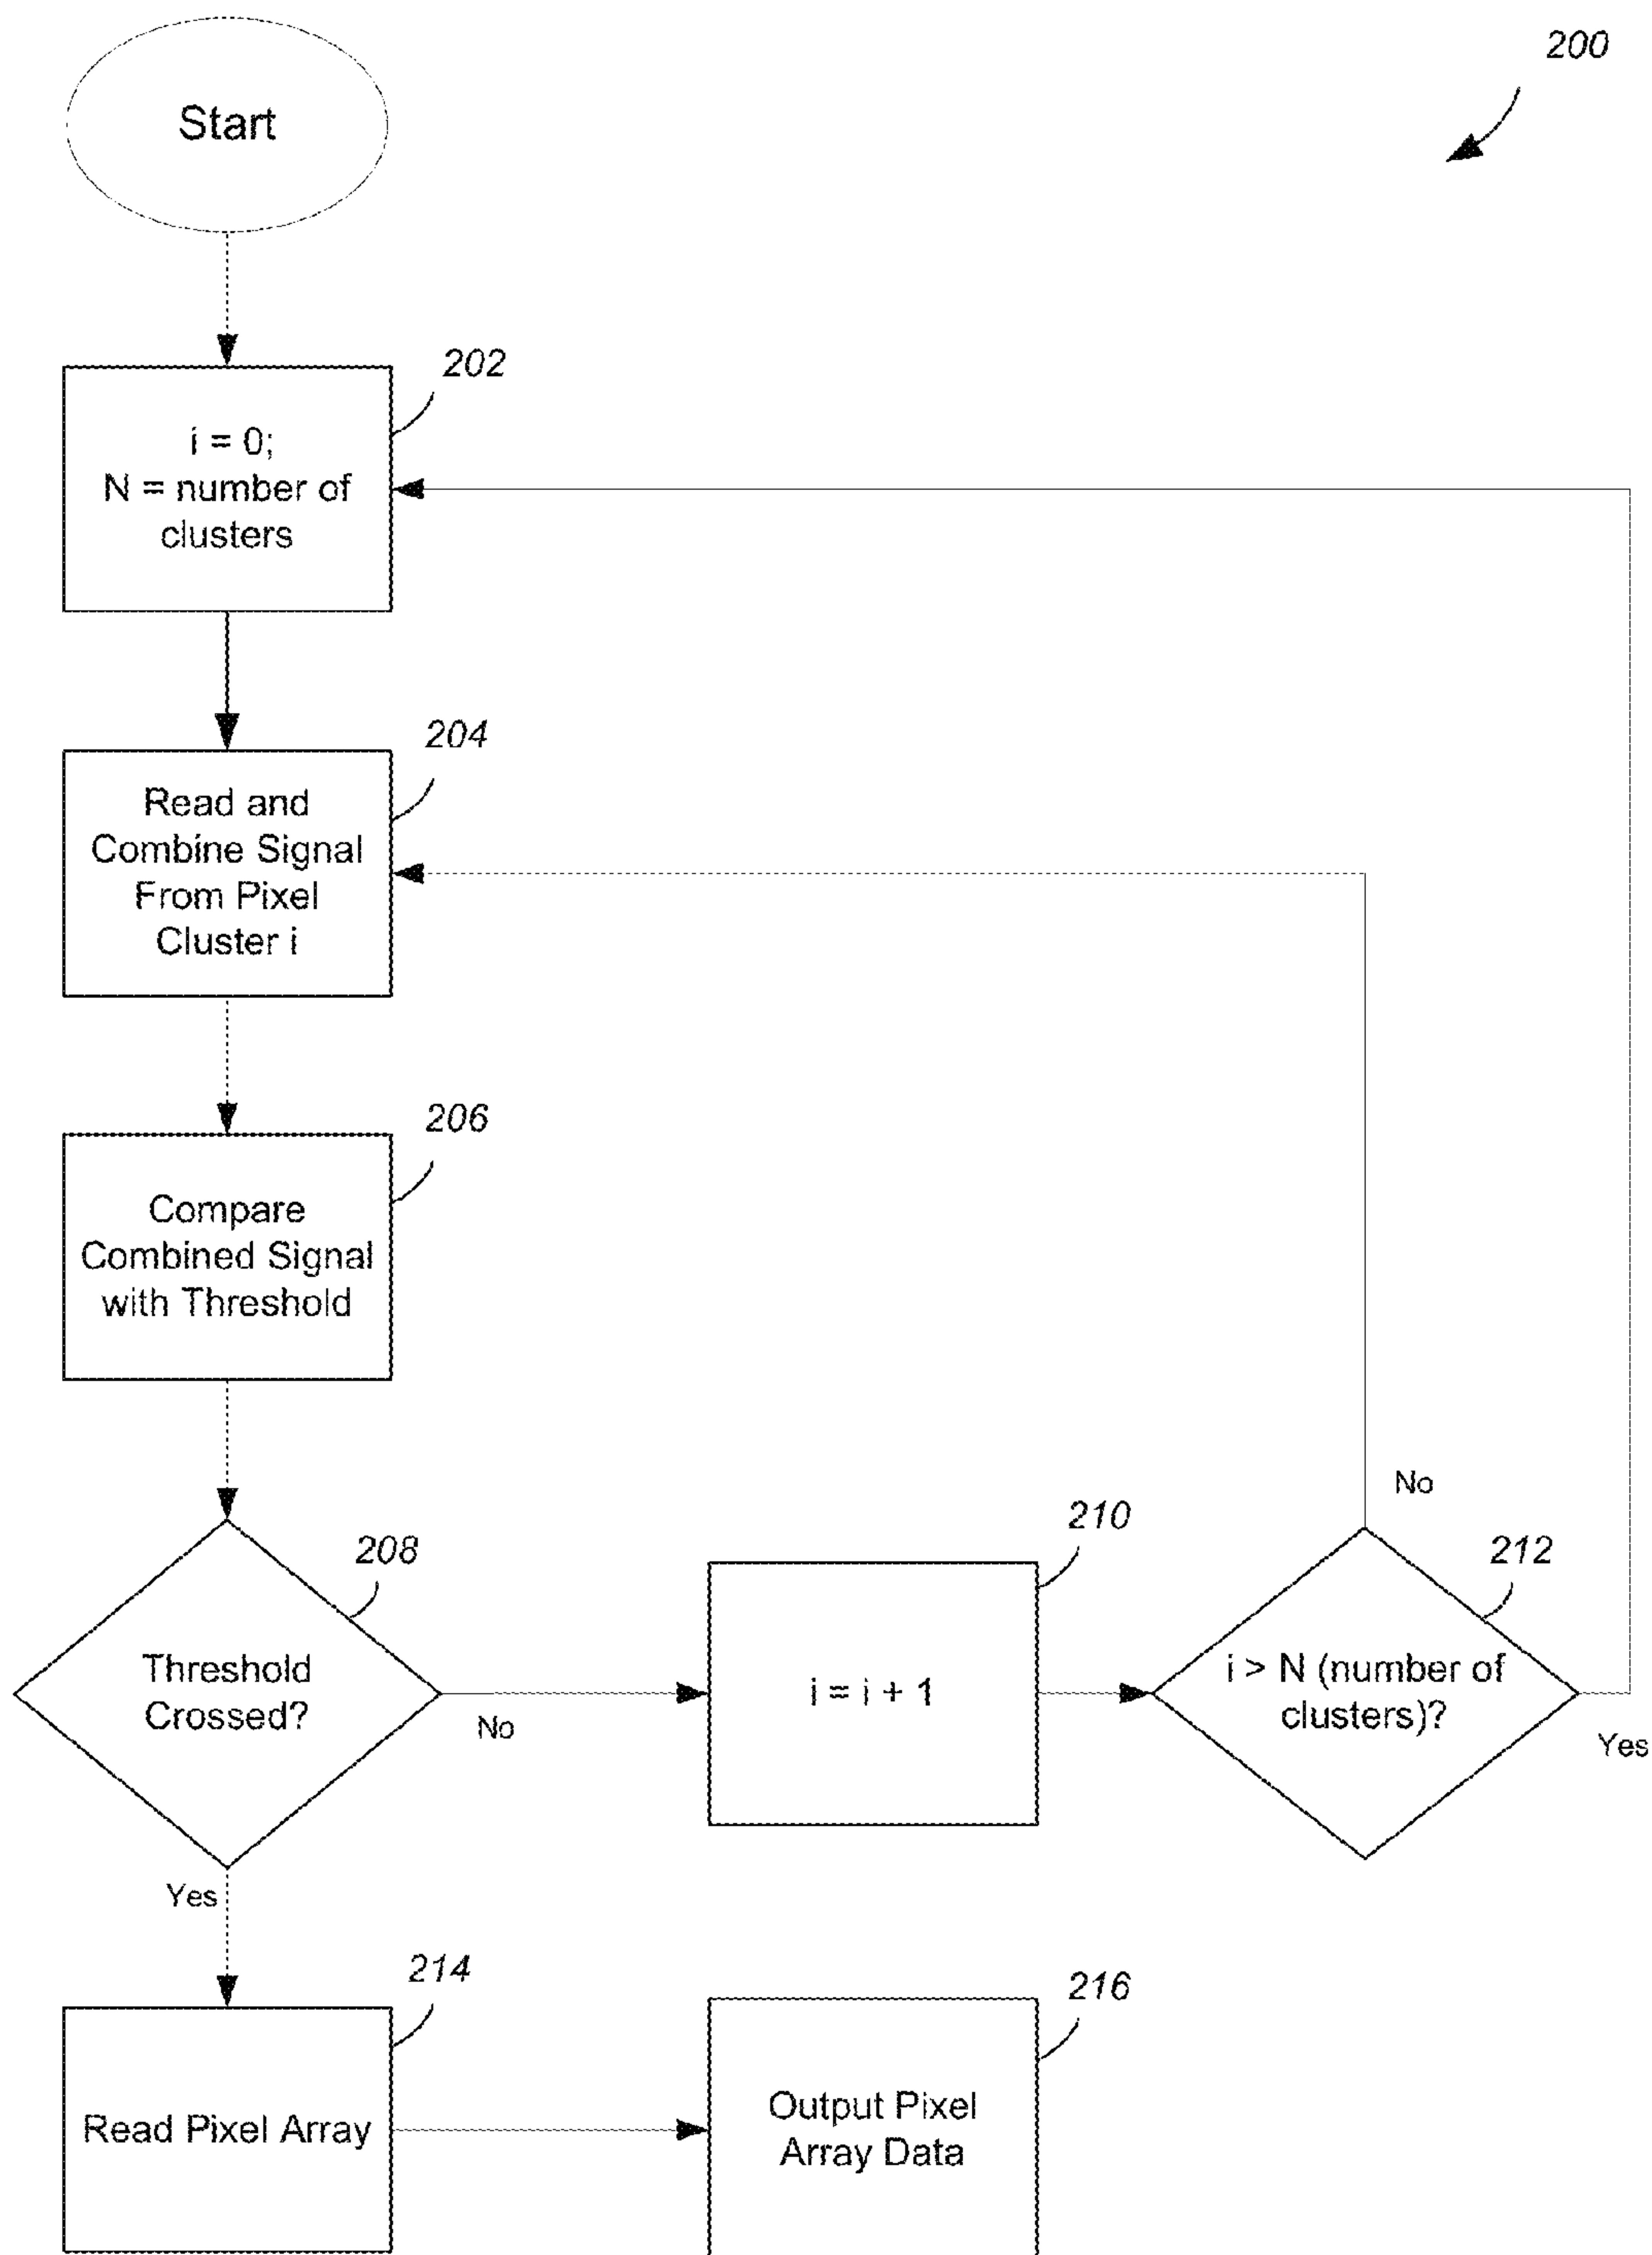 200
Start
202
i = 0;
N = number of
clusters
204
Read and
Combine Signal
From Pixel
Cluster i
206
Compare
Combined Signal
with Threshold
208
Threshold
Crossed?
No
210
i = i + 1
No
212
i > N (number of
clusters)?
Yes
Yes
214
Read Pixel Array
216
Output Pixel
Array Data